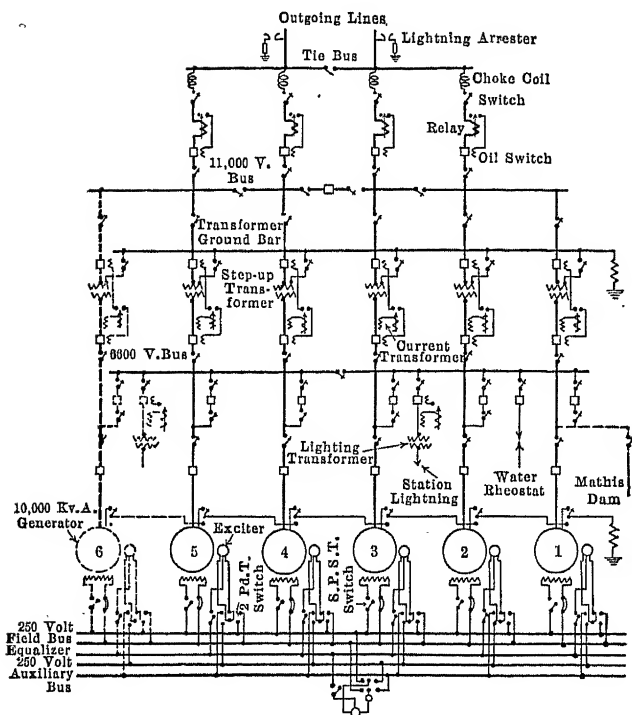 Outgoing Lines
Lightning Arrester
Tie Bus
Choke Coil
Switch
Relay
Oil Switch
11,000 V.
Bus
Transformer
Ground Bar
Step-up
Trans-
former
6600 V.Bus
Current
Transformer
Lighting
Transformer
Station
Lightning
Water
Rheostat
Mathis
Dam
10,000 Kv.A.
Generator
Exciter
6
5
4
3
2
1
2 Pd.T.
Switch
S.P.S.T.
Switch
250 Volt
Field Bus
Equalizer
250 Volt
Auxiliary
Bus